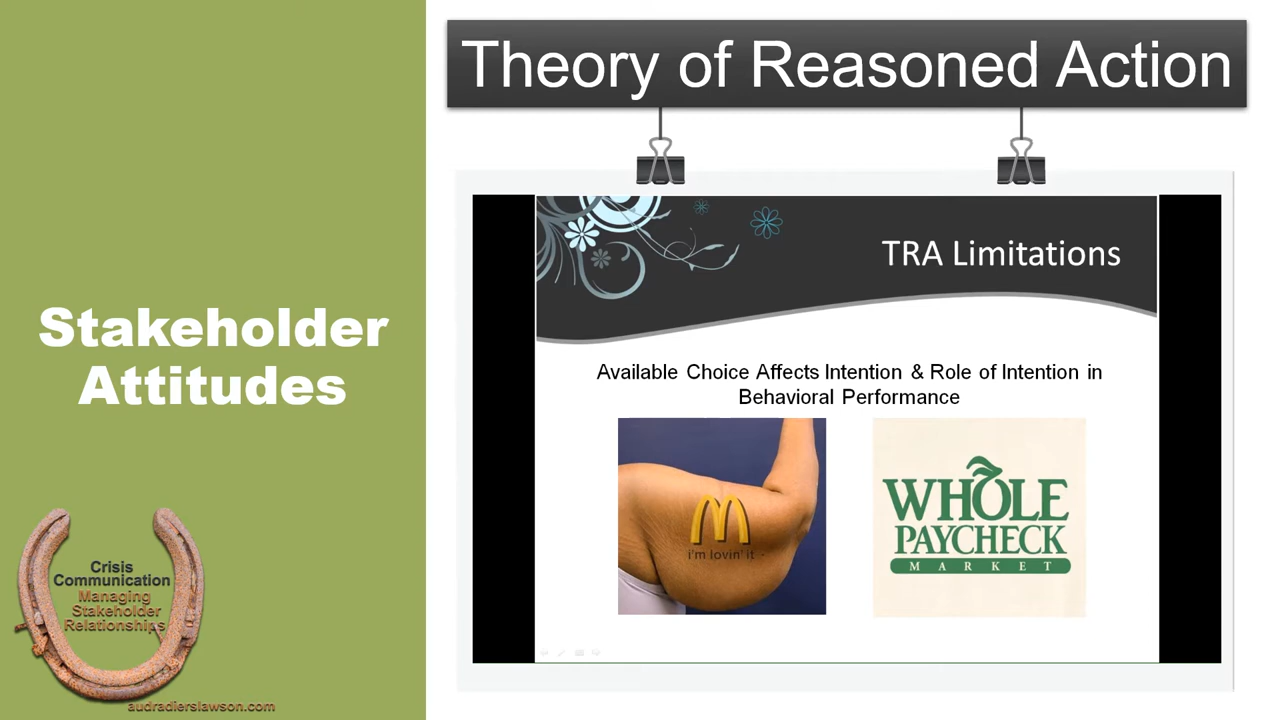 Theory of Reasoned Action
TRA Limitations
Stakeholder
Attitudes
Available Choice Affects Intention & Role of Intention in
Behavioral Performance
i'm lovin' it
WHOLE
PAYCHECK
MARKET
Crisis
Communication
Managing
Stakeholder
Relationships
audradierslawson.com